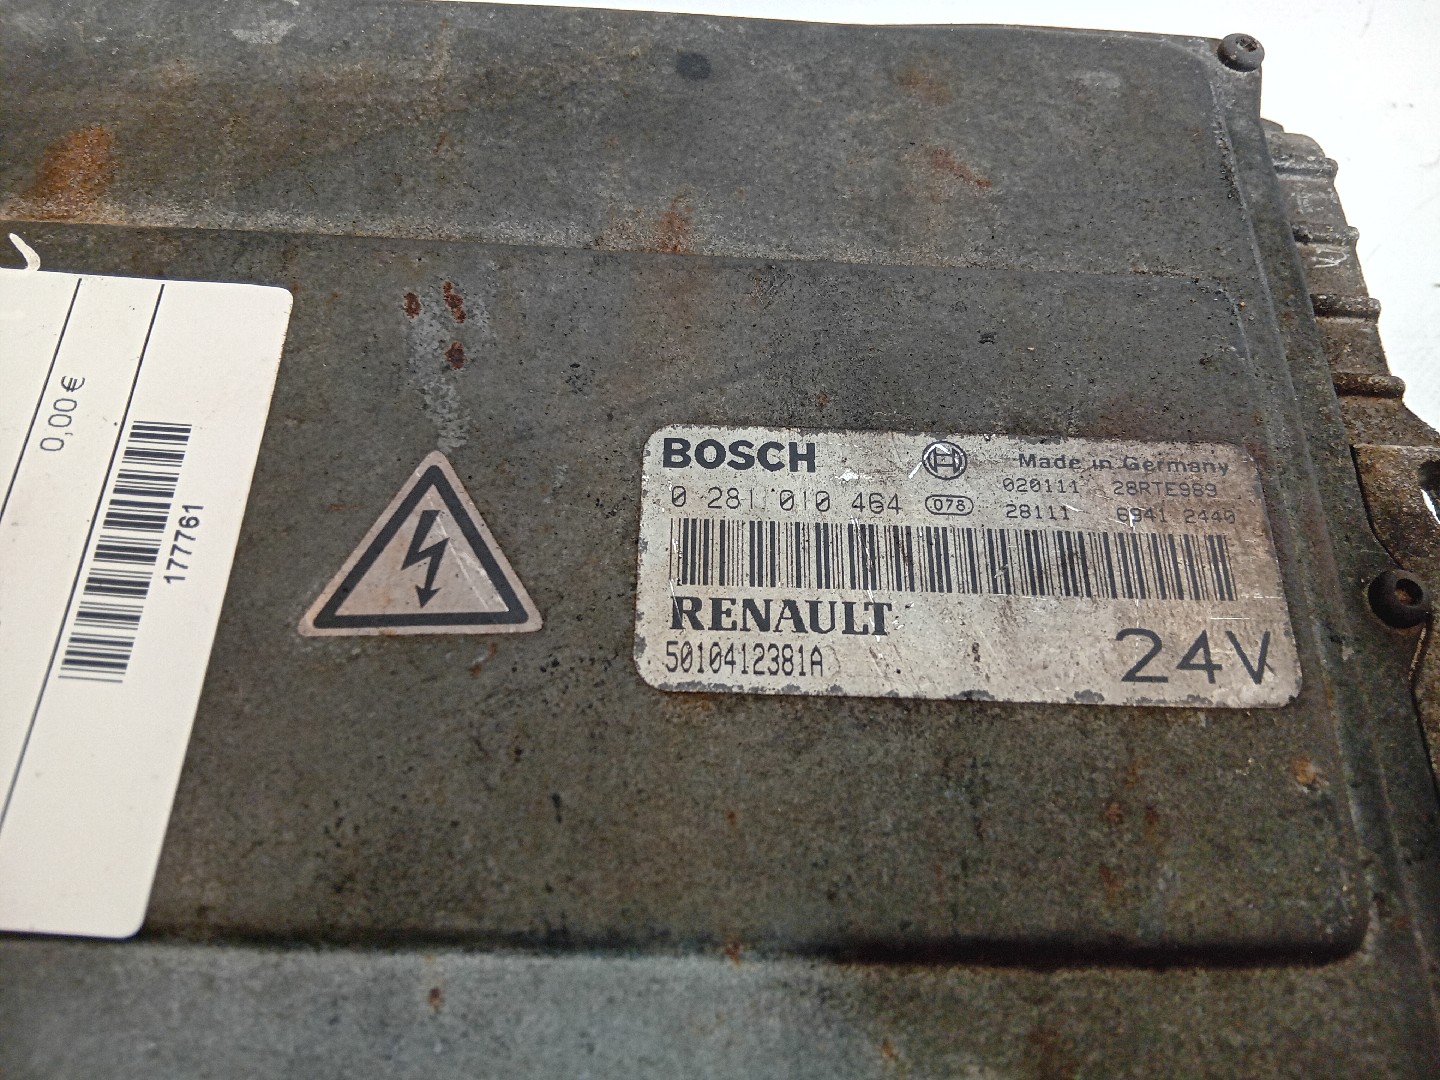 0,00 €
177761
BOSCH
Made in Germany
0 281 010 464 078
020111 28RTE989
28111 6941 2440
RENAULT
5010412381A
24V